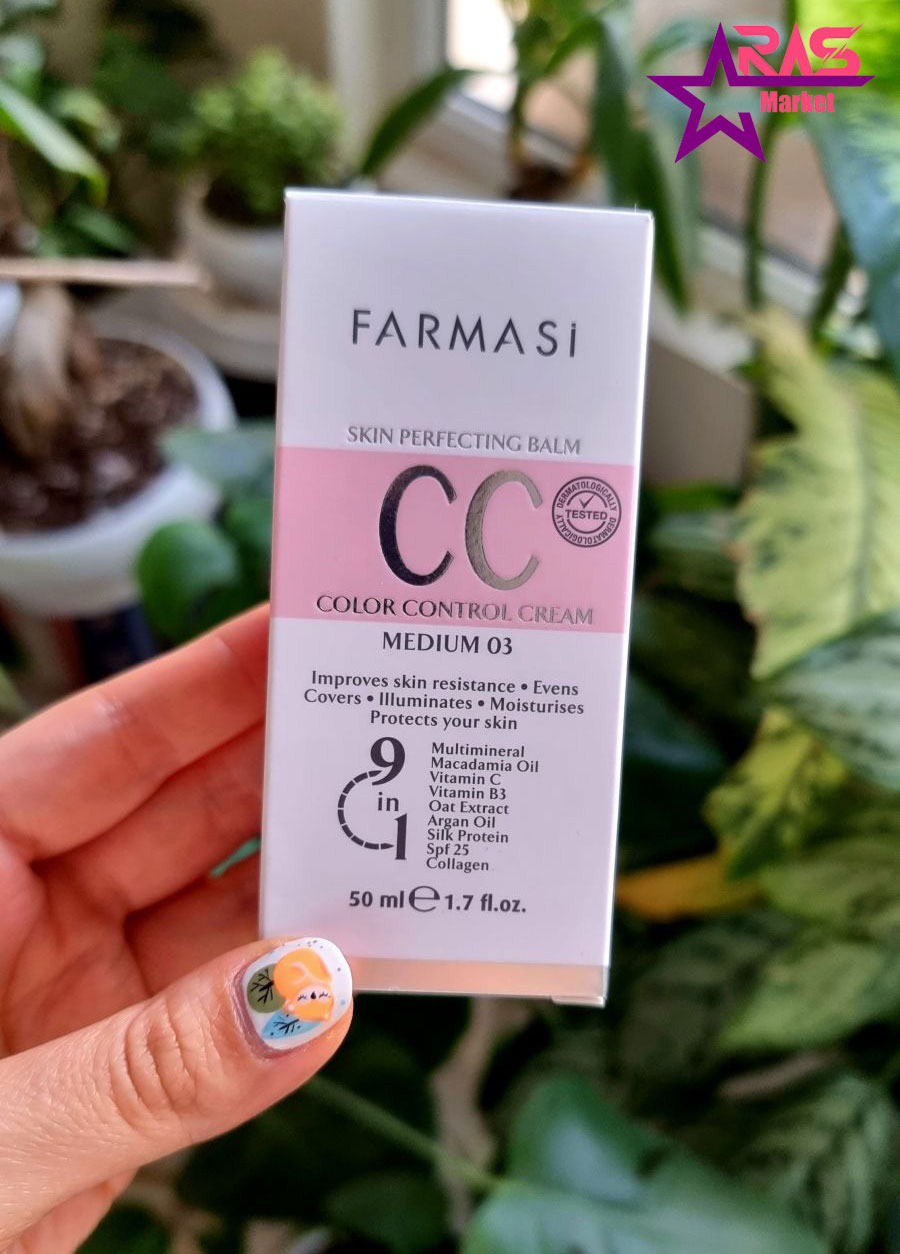 ARAS
Market
FARMASi
SKIN PERFECTING BALM
CC
DERMATOLOGICALLY
TESTED
DERMATOLOGICALLY
COLOR CONTROL CREAM
MEDIUM 03
Improves skin resistance • Evens
Covers • Illuminates • Moisturises
Protects your skin
9
in
1
Multimineral
Macadamia Oil
Vitamin C
Vitamin B3
Oat Extract
Argan Oil
Silk Protein
Spf 25
Collagen
50 ml ℮ 1.7 fl.oz.